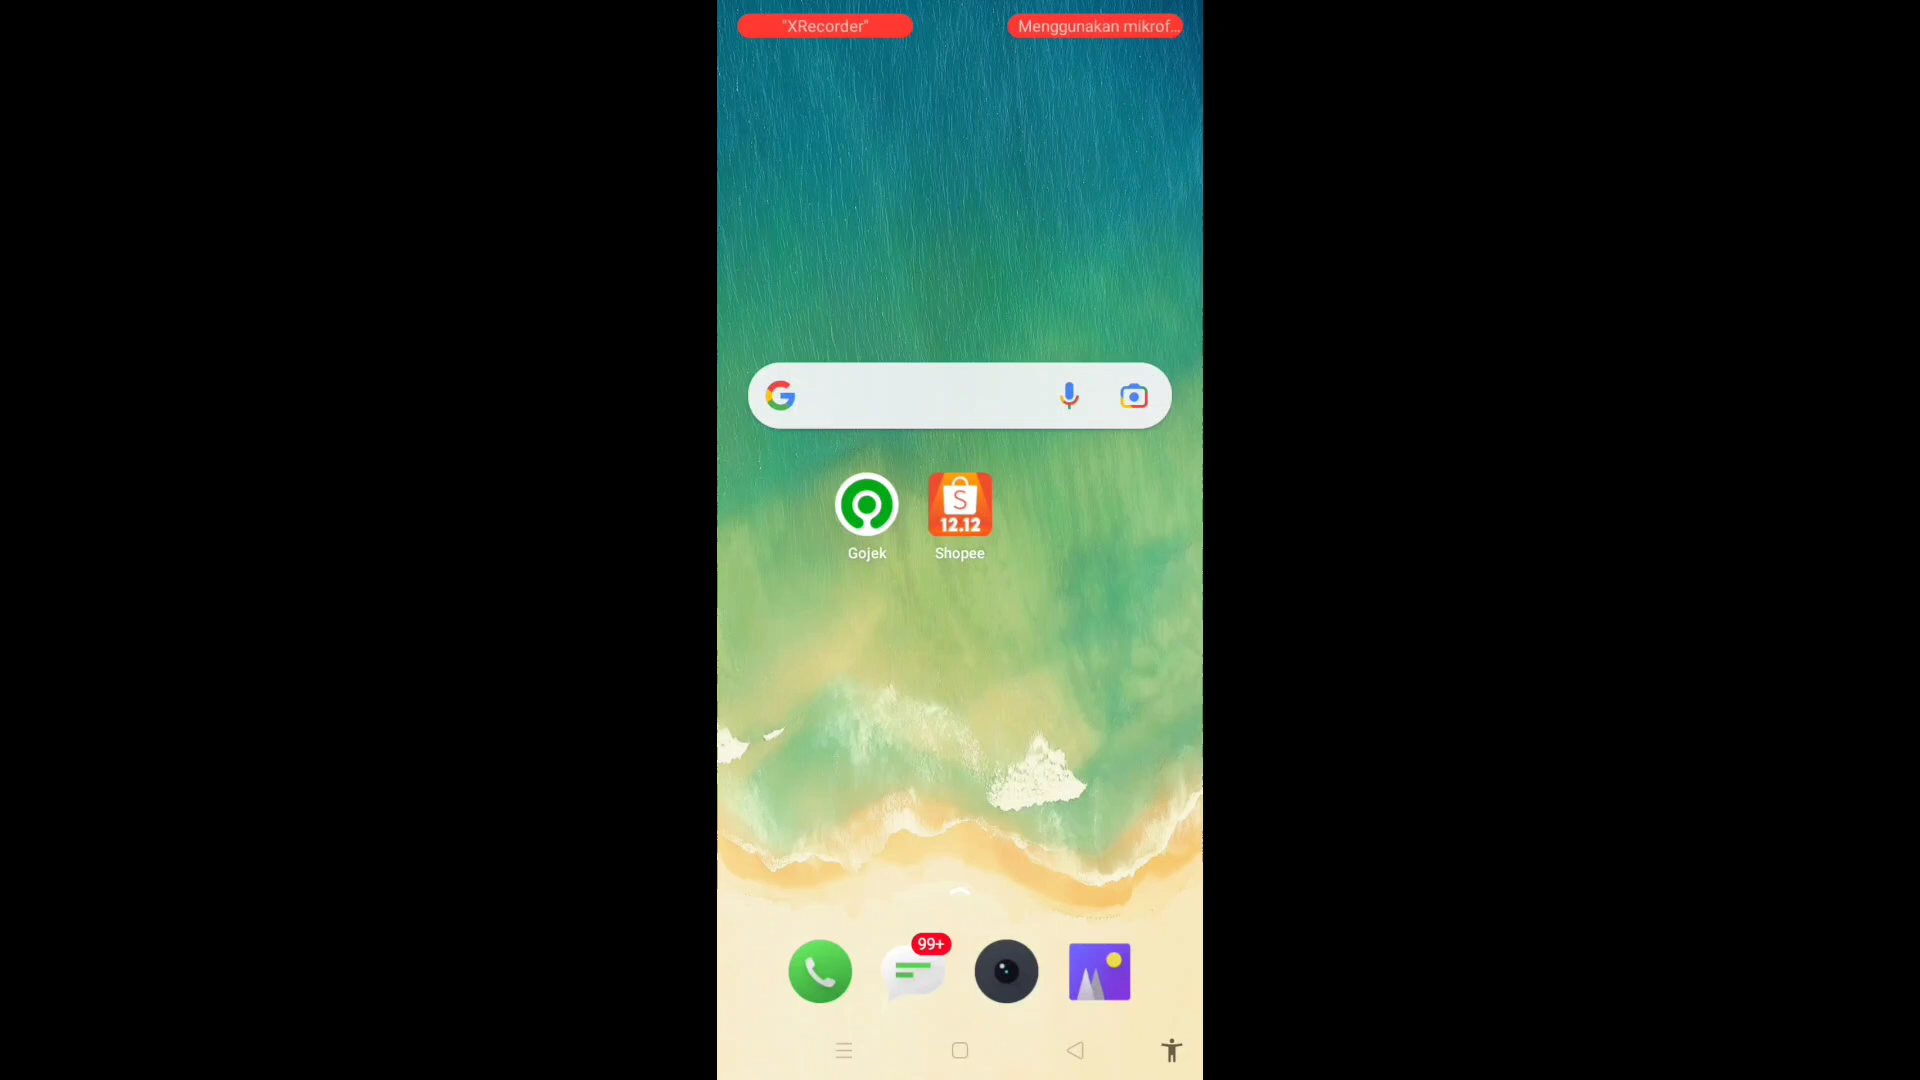 "XRecorder"
Menggunakan mikrof...
S
12.12
Gojek
Shopee
99+